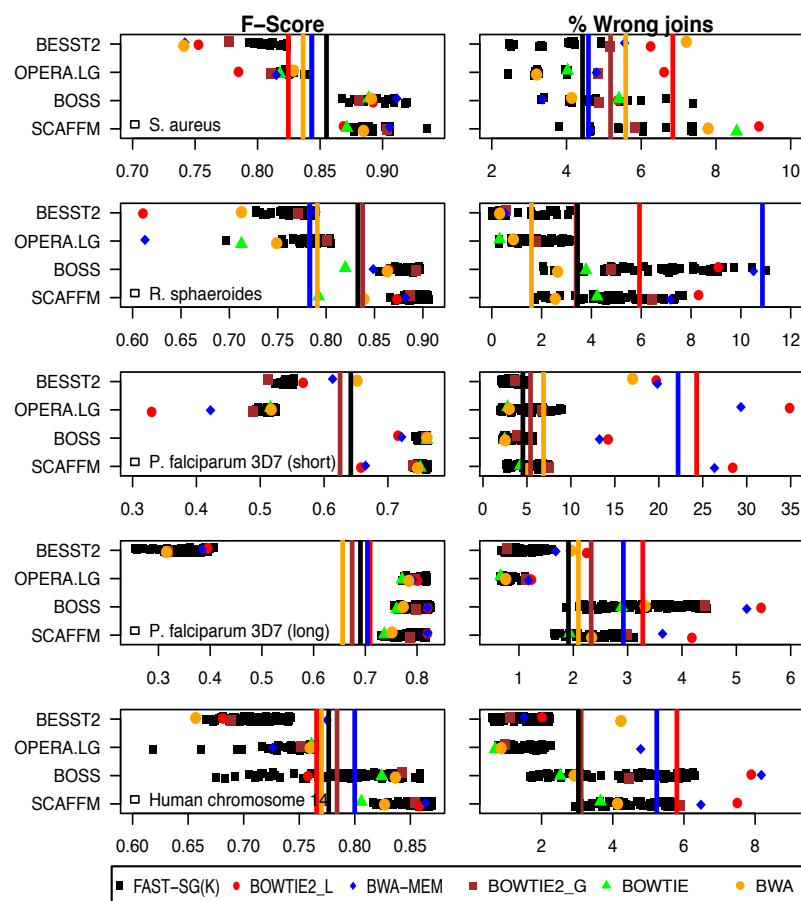 F−Score % Wrong joins
BESST2
OPERA.LG
BOSS
SCAFFM
S. aureus
0.70 0.75 0.80 0.85 0.90
2 4 6 8 10
BESST2
OPERA.LG
BOSS
SCAFFM
R. sphaeroides
0.60 0.65 0.70 0.75 0.80 0.85 0.90
0 2 4 6 8 10 12
BESST2
OPERA.LG
BOSS
SCAFFM
P. falciparum 3D7 (short)
0.3 0.4 0.5 0.6 0.7
0 5 10 15 20 25 30 35
BESST2
OPERA.LG
BOSS
SCAFFM
P. falciparum 3D7 (long)
0.3 0.4 0.5 0.6 0.7 0.8
1 2 3 4 5 6
BESST2
OPERA.LG
BOSS
SCAFFM
Human chromosome 14
0.60 0.65 0.70 0.75 0.80 0.85
2 4 6 8
FAST−SG(K) BOWTIE2_L BWA−MEM BOWTIE2_G BOWTIE BWA